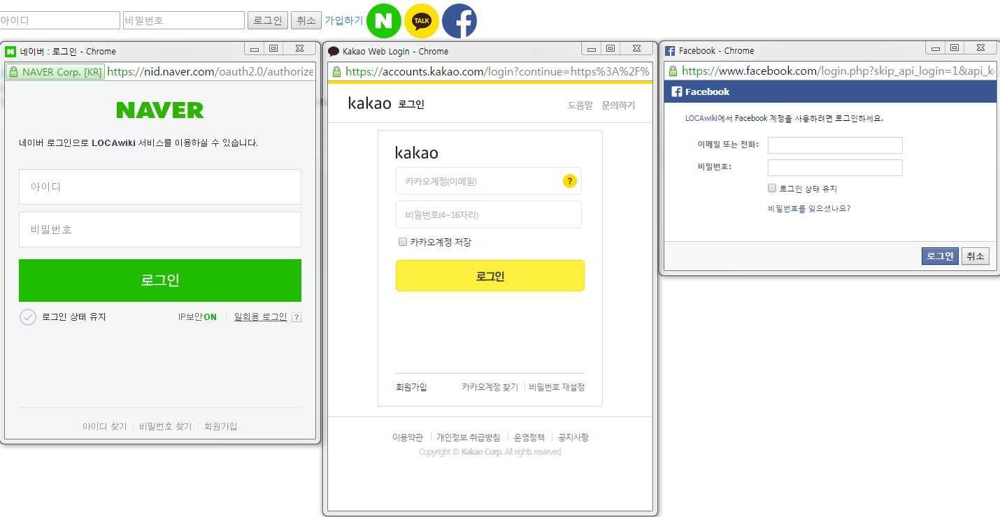 아이디 비밀번호 로그인 취소 가입하기 N TALK f
네이버 : 로그인 - Chrome
NAVER Corp. [KR] https://nid.naver.com/oauth2.0/authorize
NAVER
네이버 로그인으로 LOCAwiki 서비스를 이용하실 수 있습니다.
아이디
비밀번호
로그인
로그인 상태 유지 IP보안ON 일회용 로그인 ?
아이디 찾기 비밀번호 찾기 회원가입
Kakao Web Login - Chrome
https://accounts.kakao.com/login?continue=https%3A%2F%
kakao 로그인 도움말 문의하기
kakao
카카오계정(이메일) ?
비밀번호(4~16자리)
카카오계정 저장
로그인
회원가입 카카오계정 찾기 비밀번호 재설정
이용약관 개인정보 취급방침 운영정책 공지사항
Copyright © Kakao Corp. All rights reserved.
Facebook - Chrome
https://www.facebook.com/login.php?skip_api_login=1&api_k
Facebook
LOCAwiki에서 Facebook 계정을 사용하려면 로그인하세요.
이메일 또는 전화:
비밀번호:
로그인 상태 유지
비밀번호를 잊으셨나요?
로그인 취소